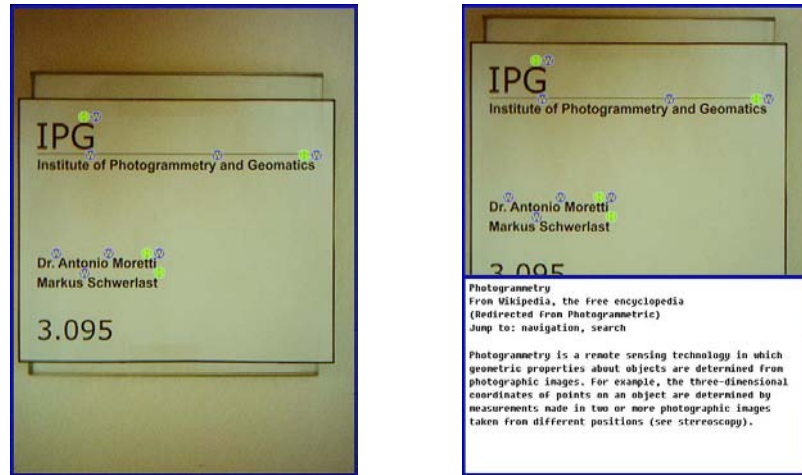 IPG
Institute of Photogrammetry and Geomatics
Dr. Antonio Moretti
Markus Schwerlast
3.095
IPG
Institute of Photogrammetry and Geomatics
Dr. Antonio Moretti
Markus Schwerlast
3.095
Photogrammetry
From Wikipedia, the free encyclopedia
(Redirected from Photogrammetric)
Jump to: navigation, search
Photogrammetry is a remote sensing technology in which
geometric properties about objects are determined from
photographic images. For example, the three-dimensional
coordinates of points on an object are determined by
measurements made in two or more photographic images
taken from different positions (see stereoscopy).